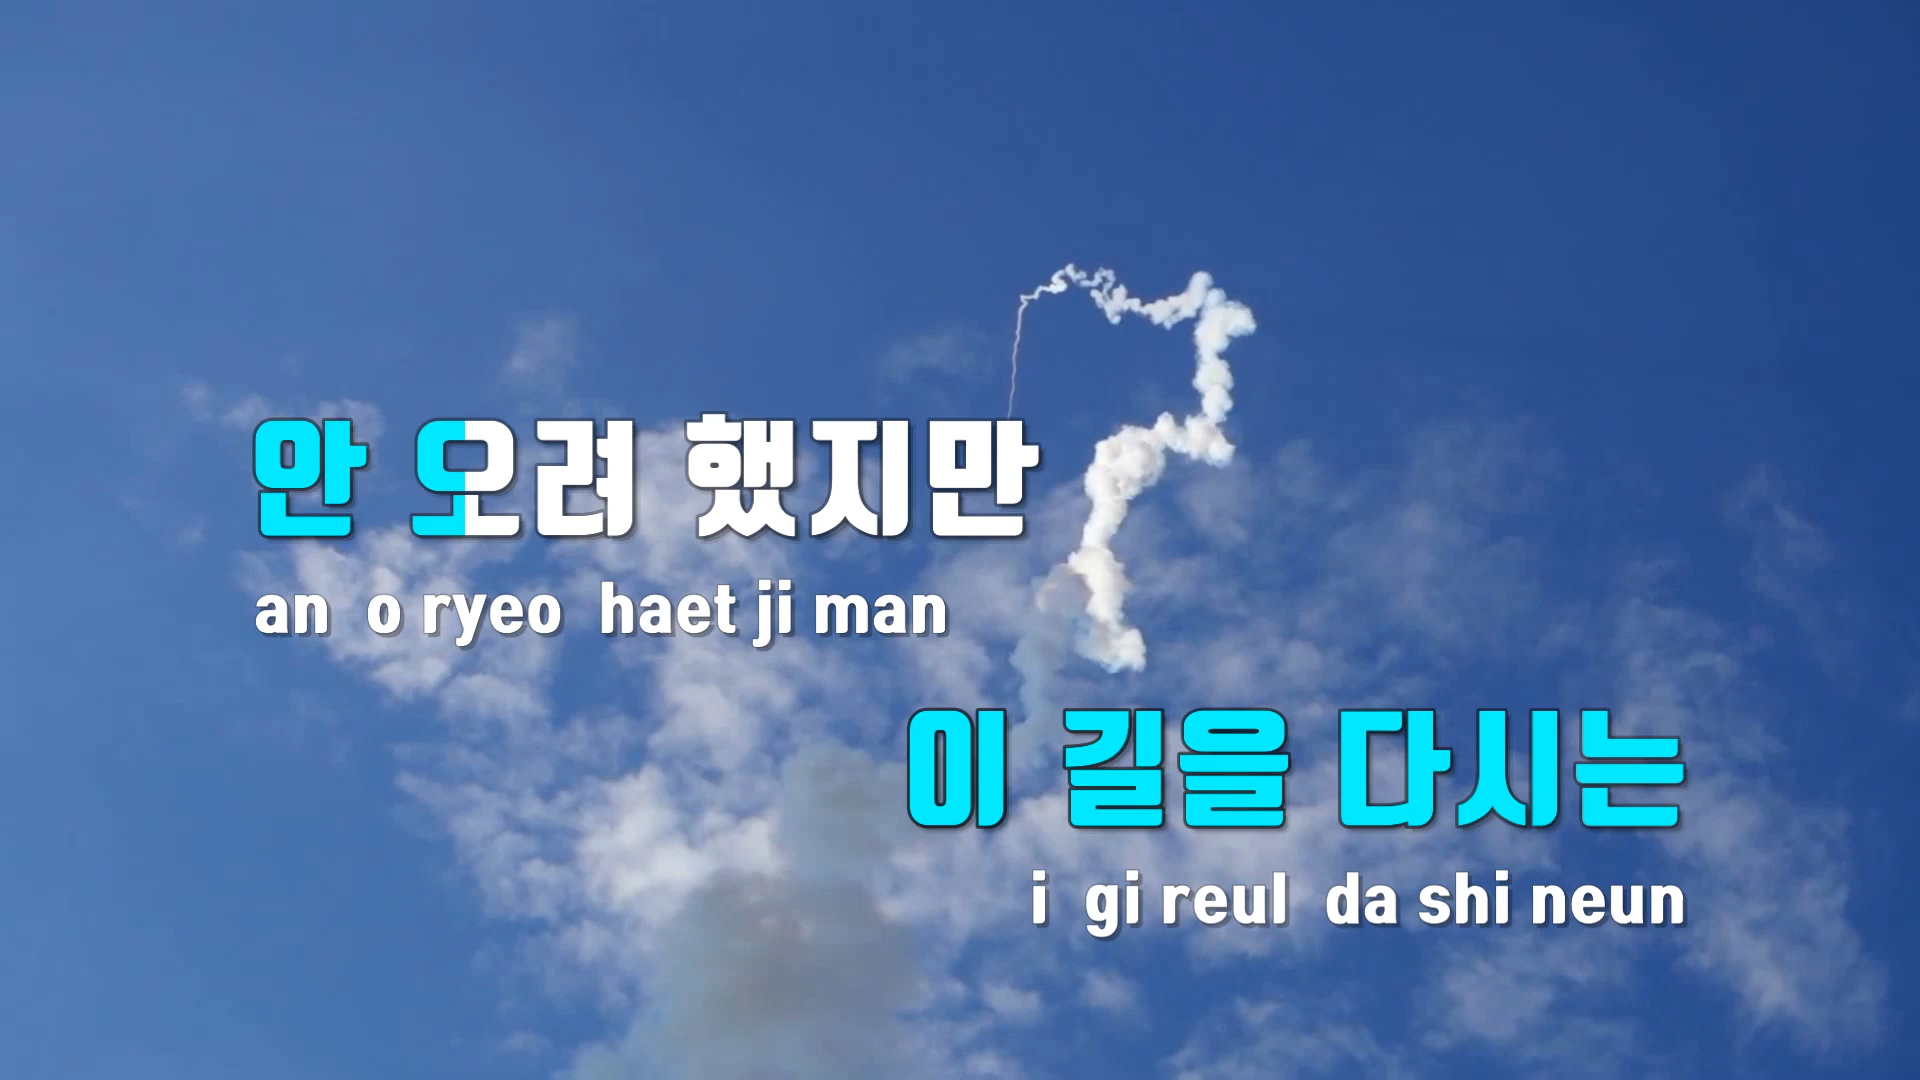 안 오려 했지만
an o ryeo haet ji man
이 길을 다시는
i gi reul da shi neun